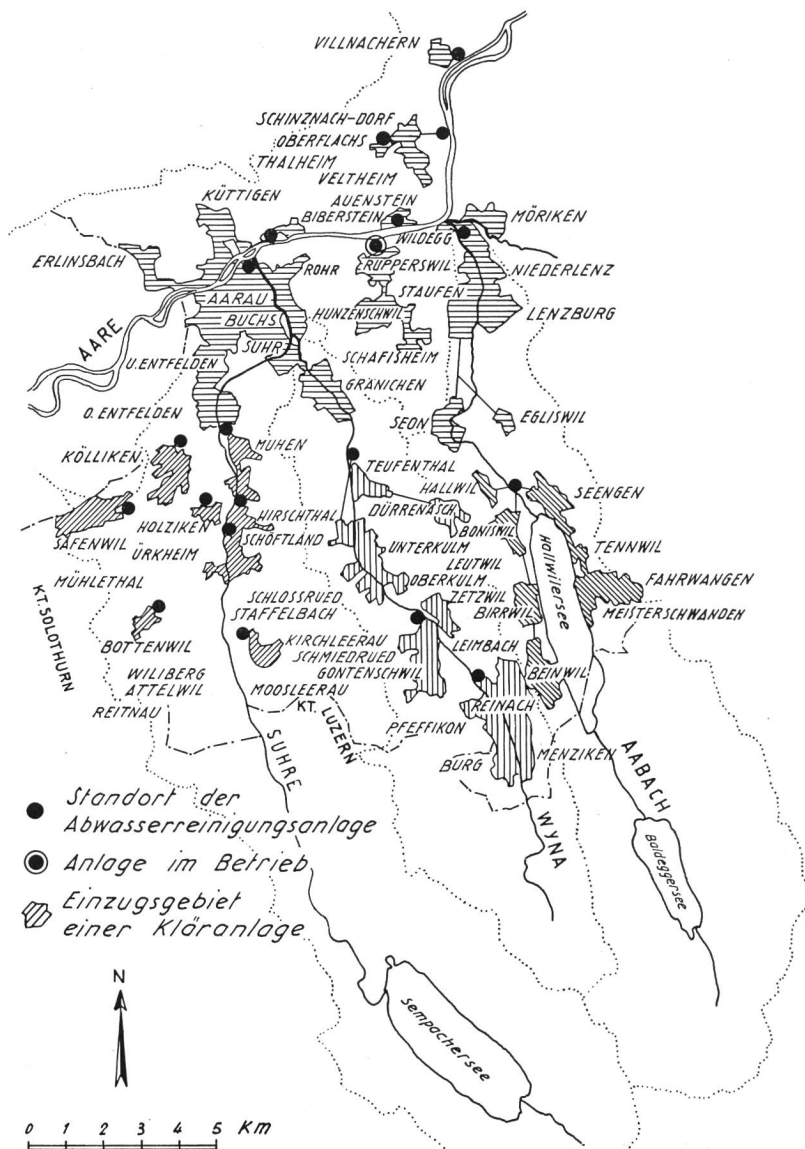 VILLNACHERN
SCHINZNACH-DORF
OBERFLACHS
THALHEIM
VELTHEIM
KÜTTIGEN
AUENSTEIN
BIBERSTEIN
MÖRIKEN
WILDEGG
ERLINSBACH
ROHR
RUPPERSWIL
NIEDERLENZ
AARAU
STAUFEN
BUCHS
HUNZENSCHWIL
LENZBURG
AARE
SUHR
SCHAFISHEIM
U.ENTFELDEN
GRÄNICHEN
O.ENTFELDEN
SEON
EGLISWIL
MUHEN
KÖLLIKEN
TEUFENTHAL
HALLWIL
SEENGEN
DÜRRENÄSCH
HOLZIKEN
HIRSCHTHAL
BONISWIL
SAFENWIL
ÜRKHEIM
SCHÖFTLAND
UNTERKULM
TENNWIL
LEUTWIL
Hallwilersee
MÜHLETHAL
OBERKULM
FAHRWANGEN
SCHLOSSRUED
ZETZWIL
BIRRWIL
MEISTERSCHWANDEN
STAFFELBACH
KT. SOLOTHURN
BOTTENWIL
KIRCHLEERAU
LEIMBACH
SCHMIEDRUED
WILIBERG
GONTENSCHWIL
BEINWIL
ATTELWIL
MOOSLEERAU
REITNAU
KT. LUZERN
REINACH
PFEFFIKON
SUHRE
BURG
MENZIKEN
AABACH
WYNA
Baldeggersee
Standort der
Abwasserreinigungsanlage
Anlage im Betrieb
Einzugsgebiet
einer Kläranlage
N
Sempachersee
0 1 2 3 4 5 Km